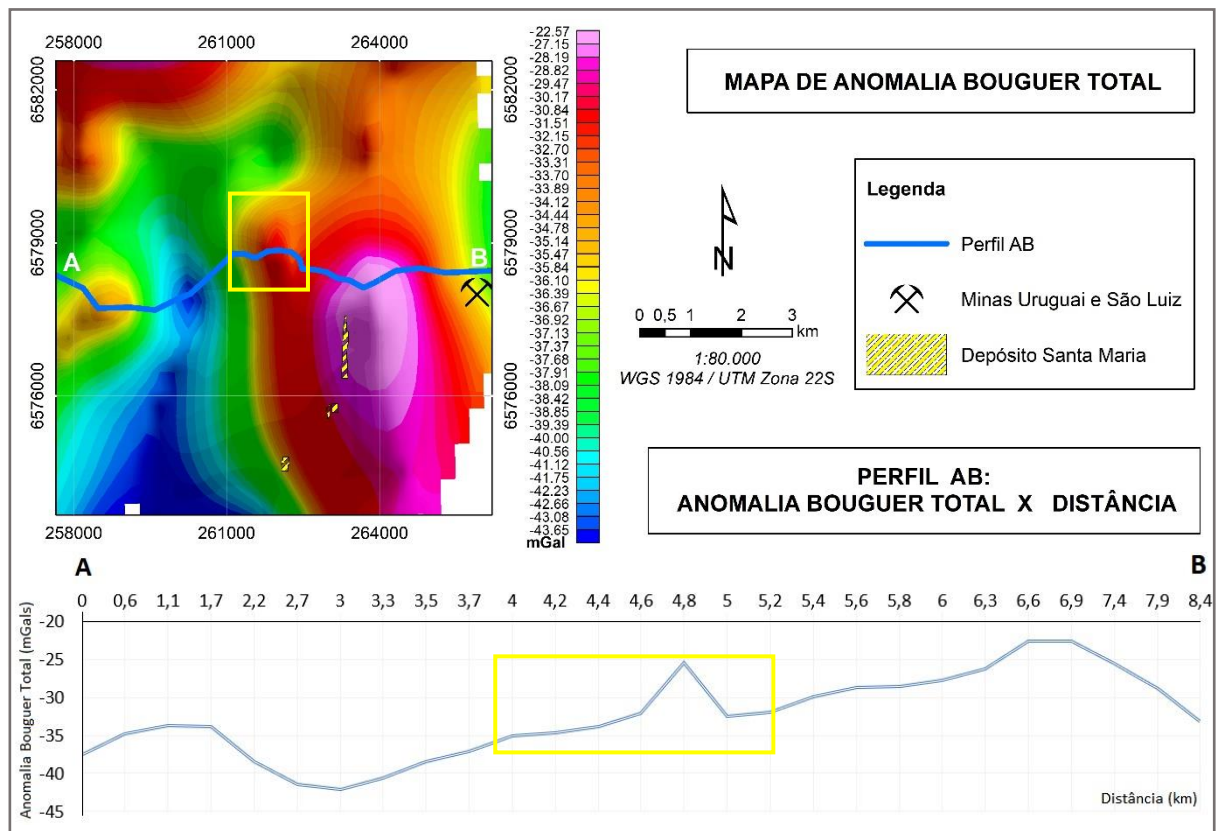 258000
261000
264000
6582000
6579000
6576000
6582000
6579000
6576000
258000
261000
264000
A
B
-22.57
-27.15
-28.19
-28.82
-29.47
-30.17
-30.84
-31.51
-32.15
-32.70
-33.31
-33.89
-34.44
-34.88
-35.14
-35.47
-35.84
-36.10
-36.39
-36.67
-36.92
-37.13
-37.37
-37.68
-37.91
-38.09
-38.42
-38.85
-39.39
-40.00
-40.56
-41.12
-41.75
-42.23
-42.66
-43.08
-43.65
mGal
MAPA DE ANOMALIA BOUGUER TOTAL
N
0 0,5 1 2 3
km
1:80.000
WGS 1984 / UTM Zona 22S
Legenda
Perfil AB
Minas Uruguai e São Luiz
Depósito Santa Maria
PERFIL AB:
ANOMALIA BOUGUER TOTAL X DISTÂNCIA
A
B
0 0,6 1,1 1,7 2,2 2,7 3 3,3 3,5 3,7 4 4,2 4,4 4,6 4,8 5 5,2 5,4 5,6 5,8 6 6,3 6,6 6,9 7,4 7,9 8,4
Anomalia Bouguer Total (mGals)
-20
-25
-30
-35
-40
-45
Distância (km)